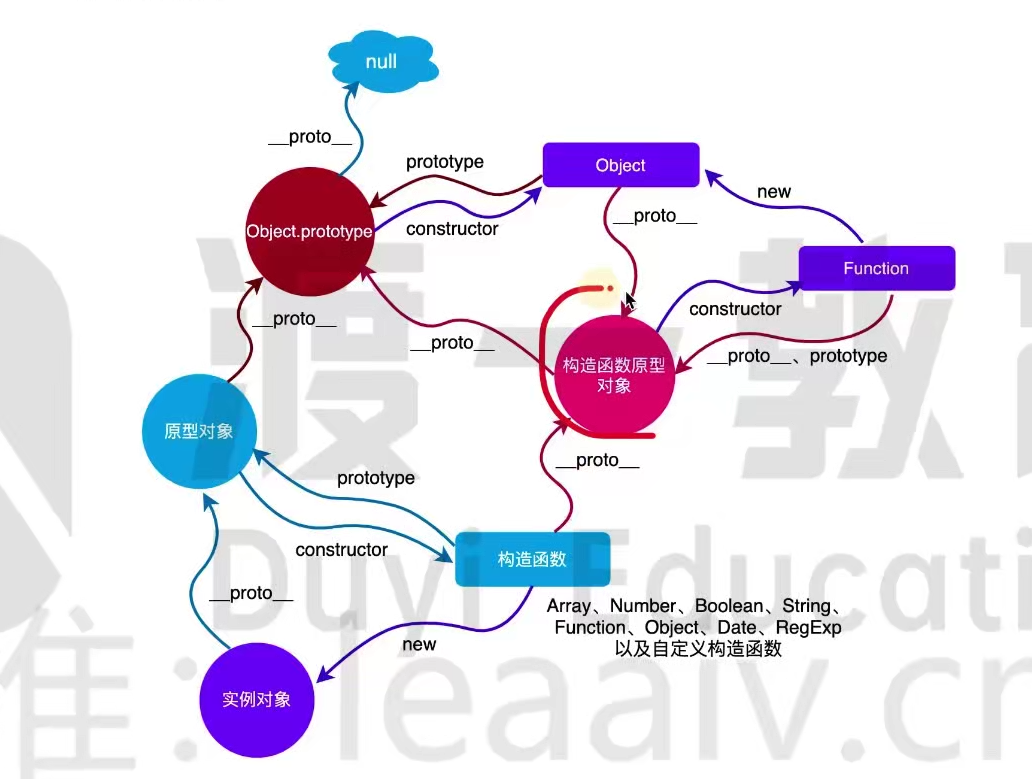 null
__proto__
prototype
Object
new
Object.prototype
constructor
__proto__
Function
__proto__
__proto__
constructor
构造函数原型
对象
__proto__、prototype
原型对象
__proto__
prototype
constructor
构造函数
__proto__
Array、Number、Boolean、String、
Function、Object、Date、RegExp
以及自定义构造函数
new
实例对象
渡一教育
Duyi Educati
准:leaaiv.cn